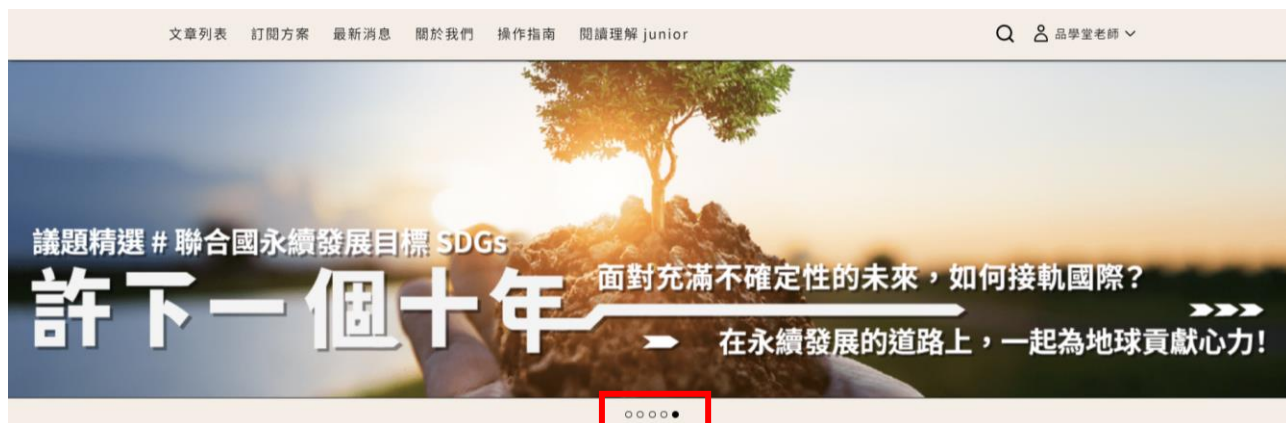 文章列表 訂閱方案 最新消息 關於我們 操作指南 閱讀理解 junior 品學堂老師
議題精選 # 聯合國永續發展目標 SDGs
許下一個十年
面對充滿不確定性的未來，如何接軌國際？
在永續發展的道路上，一起為地球貢獻心力！